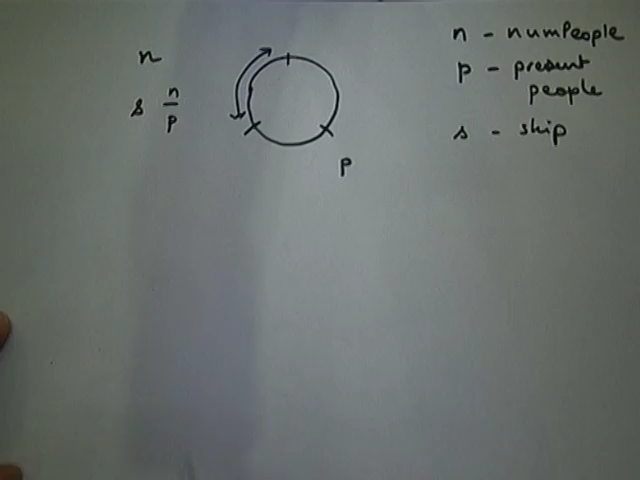 n
s n/p
p
n - numPeople
p - present
people
s - skip